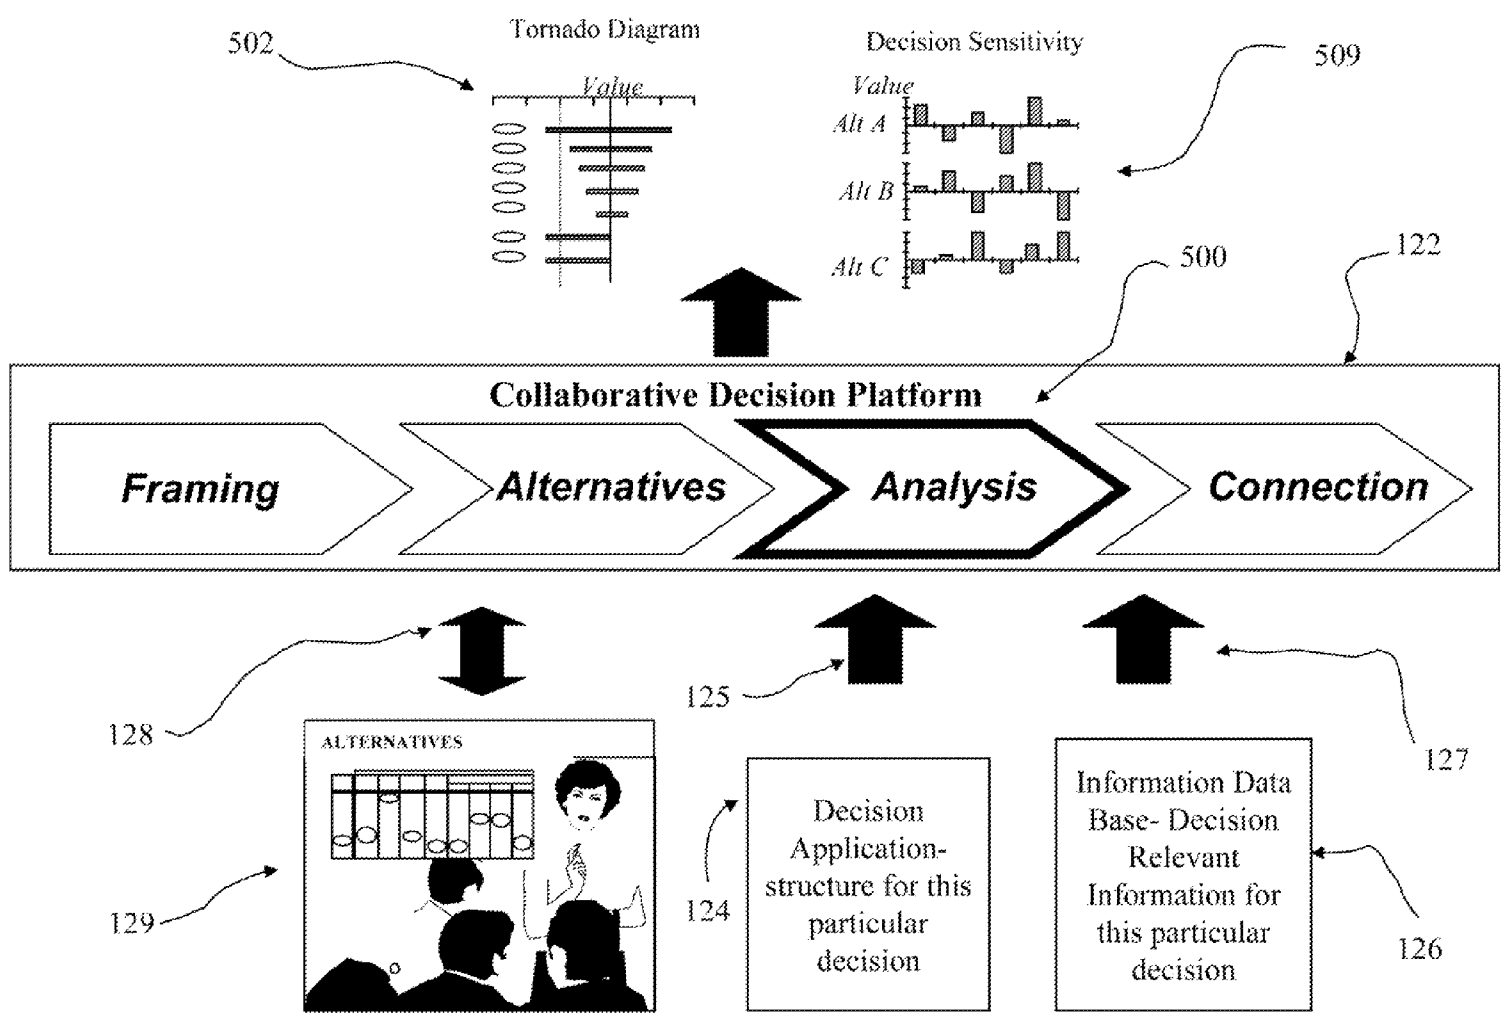 502
Tornado Diagram
Value
Decision Sensitivity
Value
Alt A
Alt B
Alt C
509
500
122
Collaborative Decision Platform
Framing
Alternatives
Analysis
Connection
128
125
127
129
ALTERNATIVES
124
Decision
Application-
structure for this
particular
decision
Information Data
Base- Decision
Relevant
Information for
this particular
decision
126